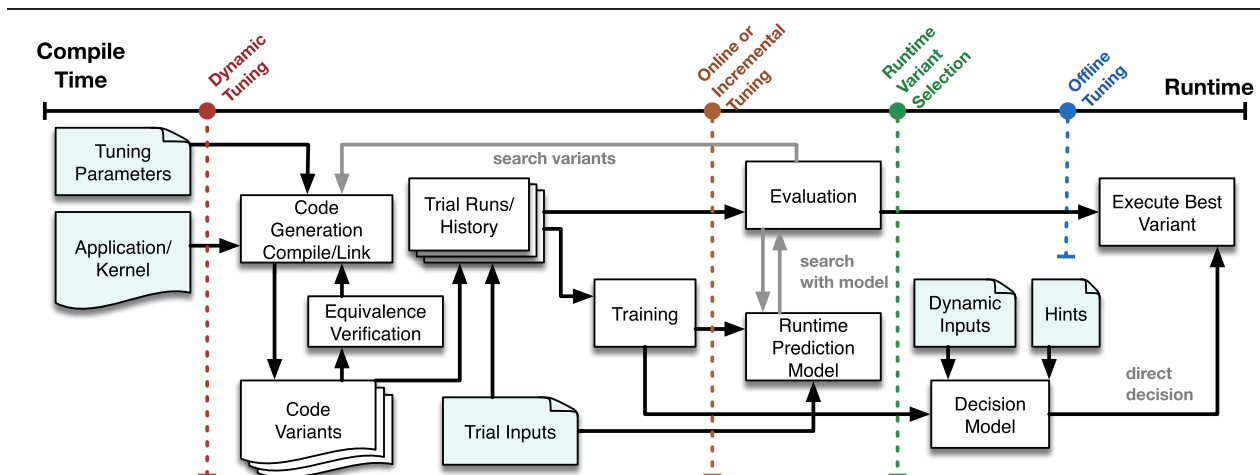 Compile
Time
Dynamic
Tuning
Online or
Incremental
Tuning
Runtime
Variant
Selection
Offline
Tuning
Runtime
Tuning
Parameters
search variants
Application/
Kernel
Code
Generation
Compile/Link
Trial Runs/
History
Evaluation
Execute Best
Variant
Equivalence
Verification
search
with model
Training
Runtime
Prediction
Model
Dynamic
Inputs
Hints
Code
Variants
Trial Inputs
Decision
Model
direct
decision